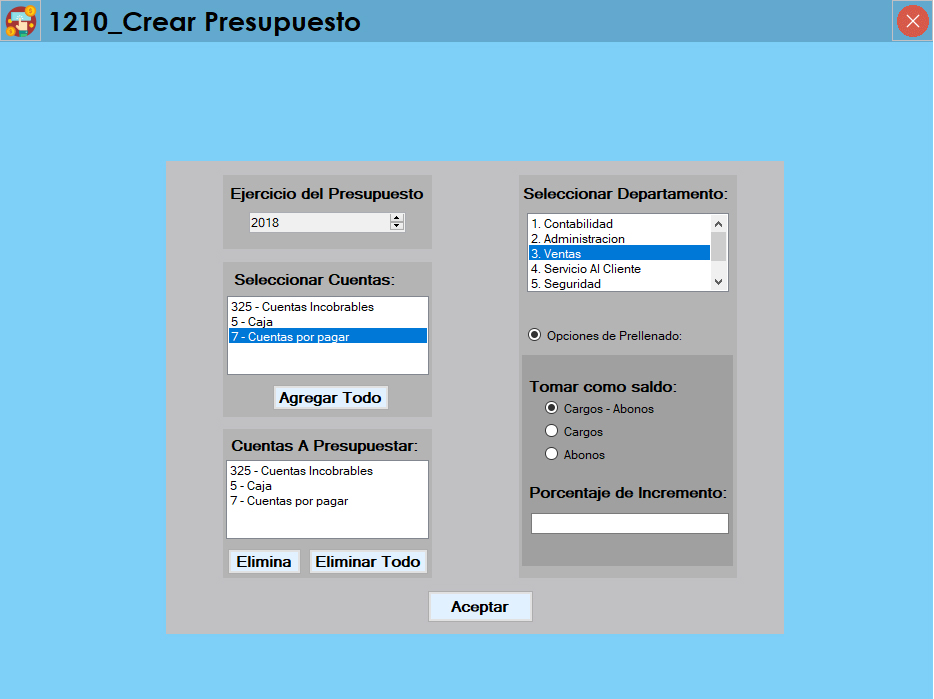 1210_Crear Presupuesto
Ejercicio del Presupuesto
2018
Seleccionar Cuentas:
325 - Cuentas Incobrables
5 - Caja
7 - Cuentas por pagar
Agregar Todo
Cuentas A Presupuestar:
325 - Cuentas Incobrables
5 - Caja
7 - Cuentas por pagar
Elimina
Eliminar Todo
Seleccionar Departamento:
1. Contabilidad
2. Administracion
3. Ventas
4. Servicio Al Cliente
5. Seguridad
Opciones de Prellenado:
Tomar como saldo:
Cargos - Abonos
Cargos
Abonos
Porcentaje de Incremento:
Aceptar